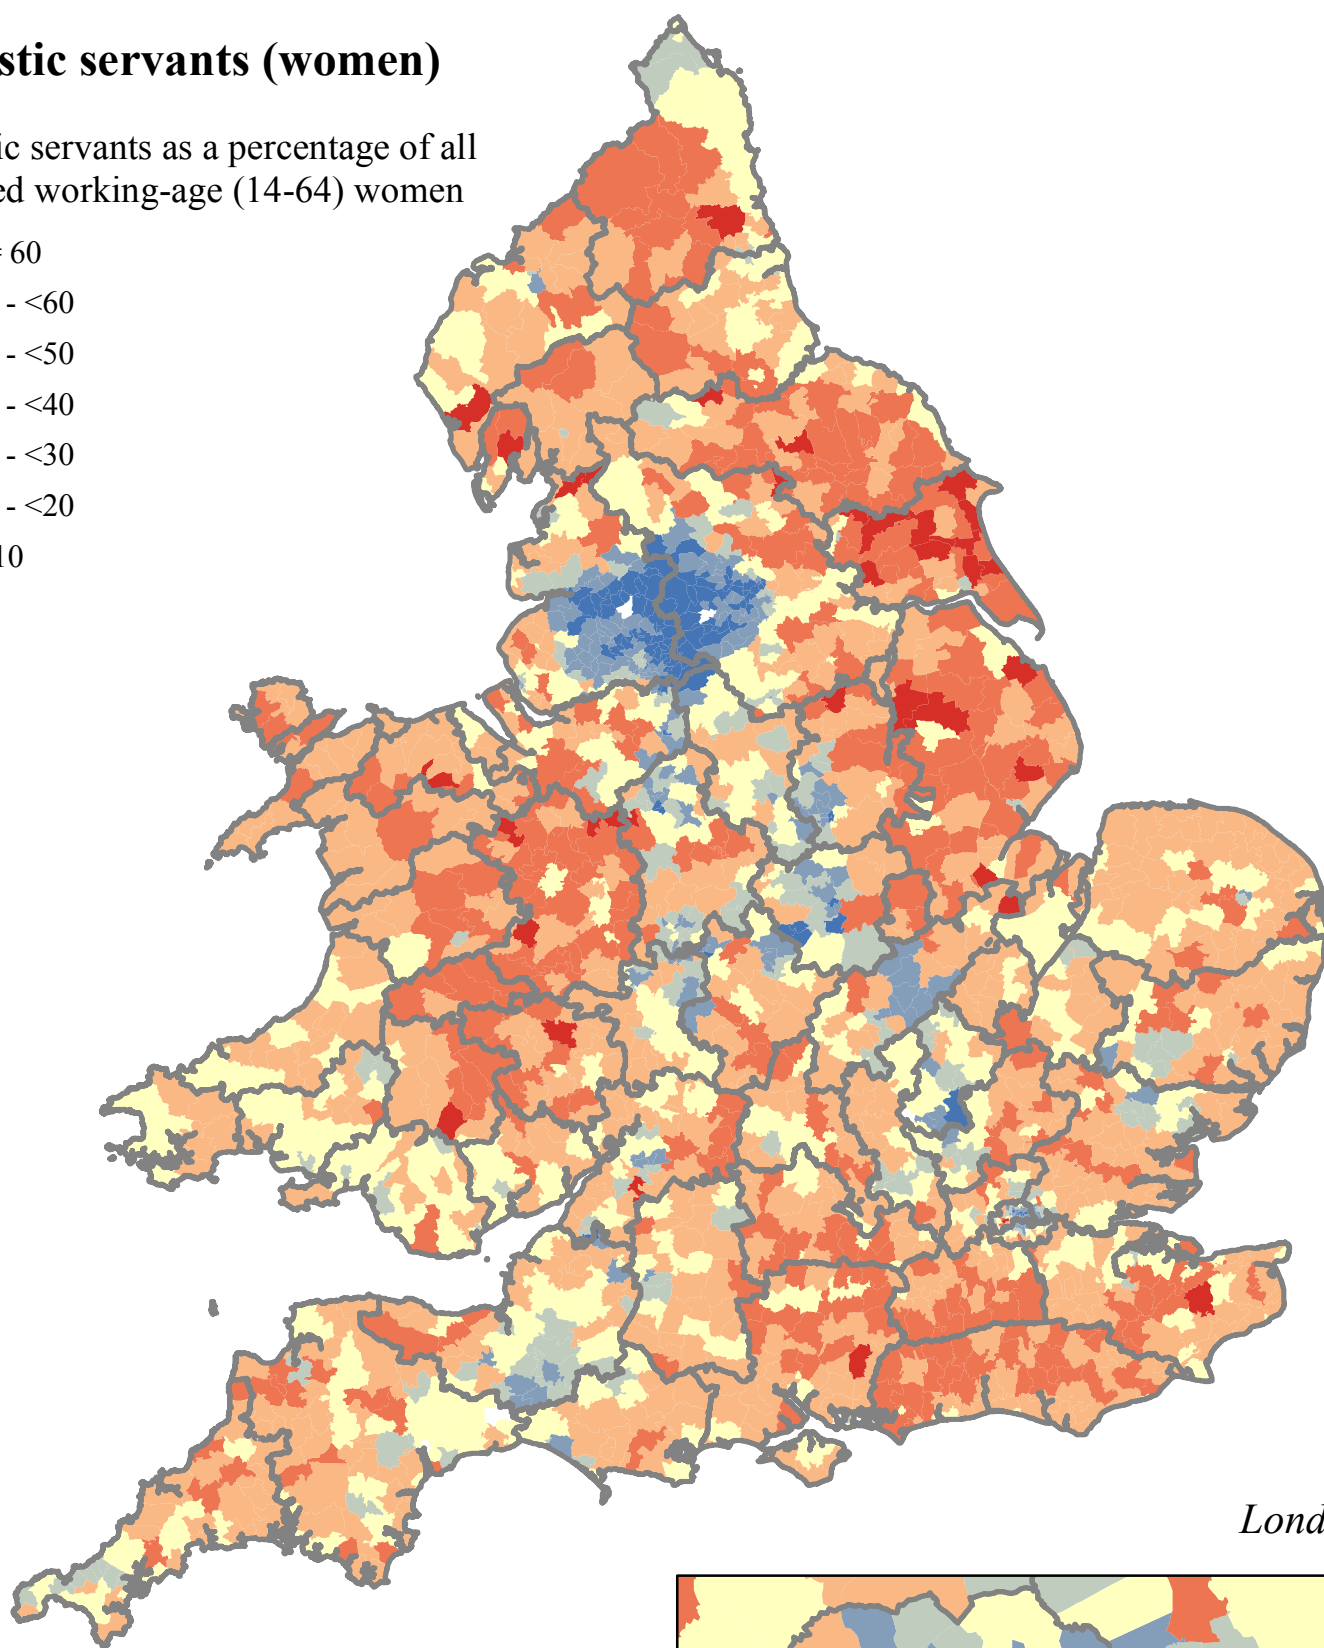 stic servants (women)
ic servants as a percentage of all
ed working-age (14-64) women
= 60
- <60
- <50
- <40
- <30
- <20
10
Lond